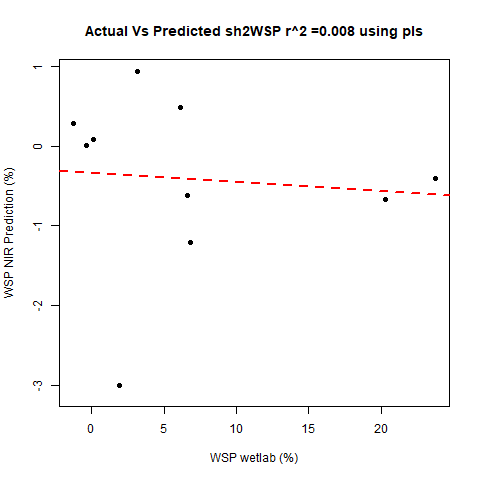 Actual Vs Predicted sh2WSP r^2 =0.008 using pls
1
0
-1
-2
-3
WSP NIR Prediction (%)
0 5 10 15 20
WSP wetlab (%)